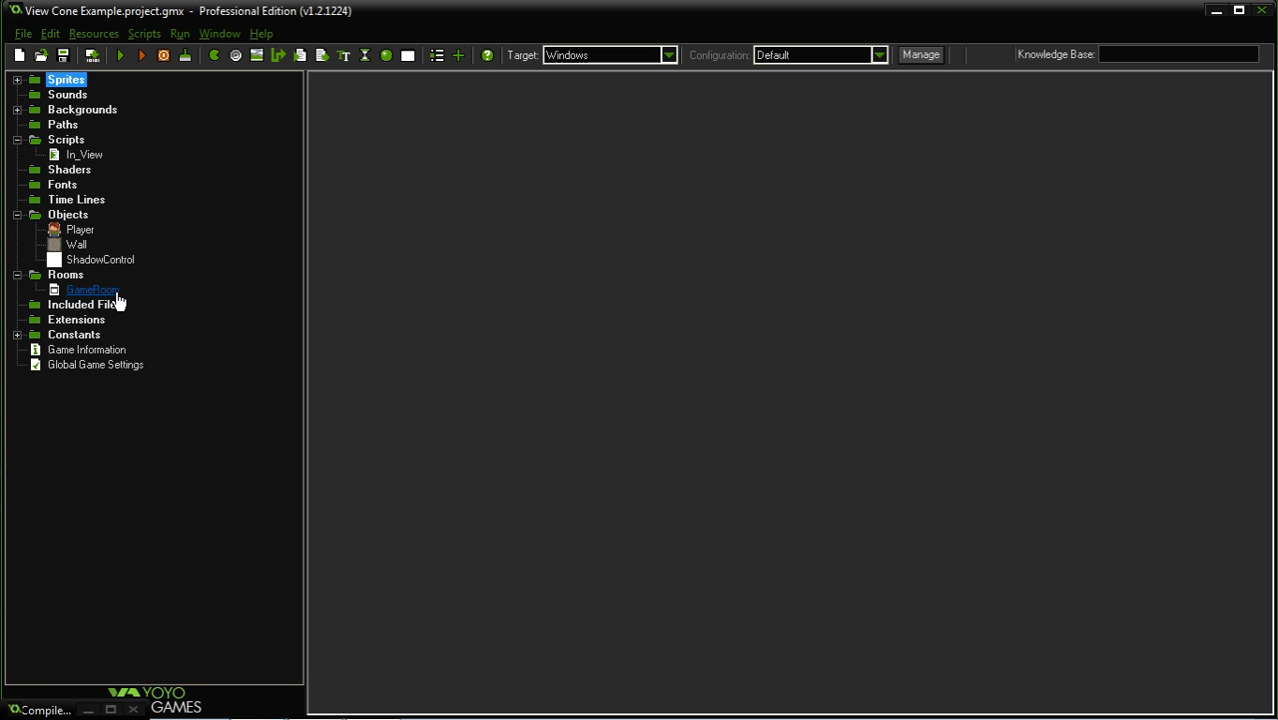 View Cone Example.project.gmx - Professional Edition (v1.2.1224)
File Edit Resources Scripts Run Window Help
Target: Windows Configuration: Default Manage Knowledge Base:
Sprites
Sounds
Backgrounds
Paths
Scripts
In_View
Shaders
Fonts
Time Lines
Objects
Player
Wall
ShadowControl
Rooms
GameRoom
Included
Extensions
Constants
Game Information
Global Game Settings
YOYO
GAMES
Compile...